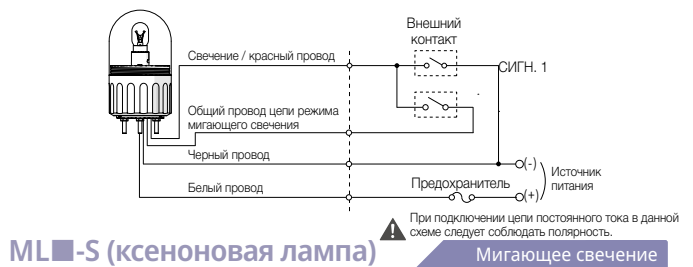 Внешний
контакт
Свечение / красный провод
СИГН. 1
Общий провод цепи режима
мигающего свечения
Черный провод
(-)
Источник
питания
Белый провод
Предохранитель
(+)
При подключении цепи постоянного тока в данной
схеме следует соблюдать полярность.
ML■-S (ксеноновая лампа)
Мигающее свечение